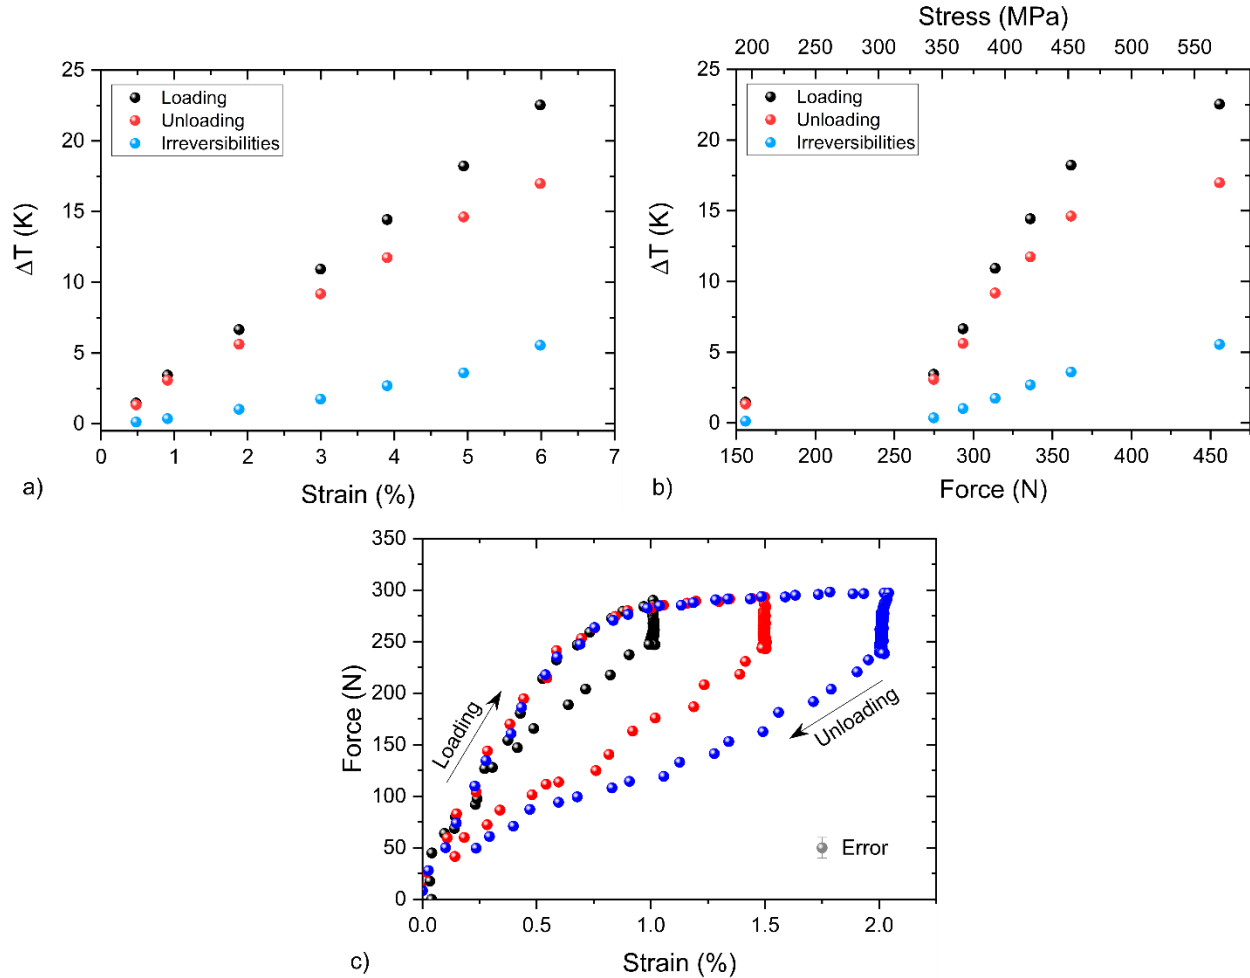 Stress (MPa)
200 250 300 350 400 450 500 550
25
20
15
10
5
0
ΔT (K)
Loading
Unloading
Irreversibilities
0 1 2 3 4 5 6 7
Strain (%)
a)
25
20
15
10
5
0
ΔT (K)
Loading
Unloading
Irreversibilities
150 200 250 300 350 400 450
Force (N)
b)
350
300
250
200
150
100
50
0
Force (N)
Loading
Unloading
Error
0.0 0.5 1.0 1.5 2.0
Strain (%)
c)